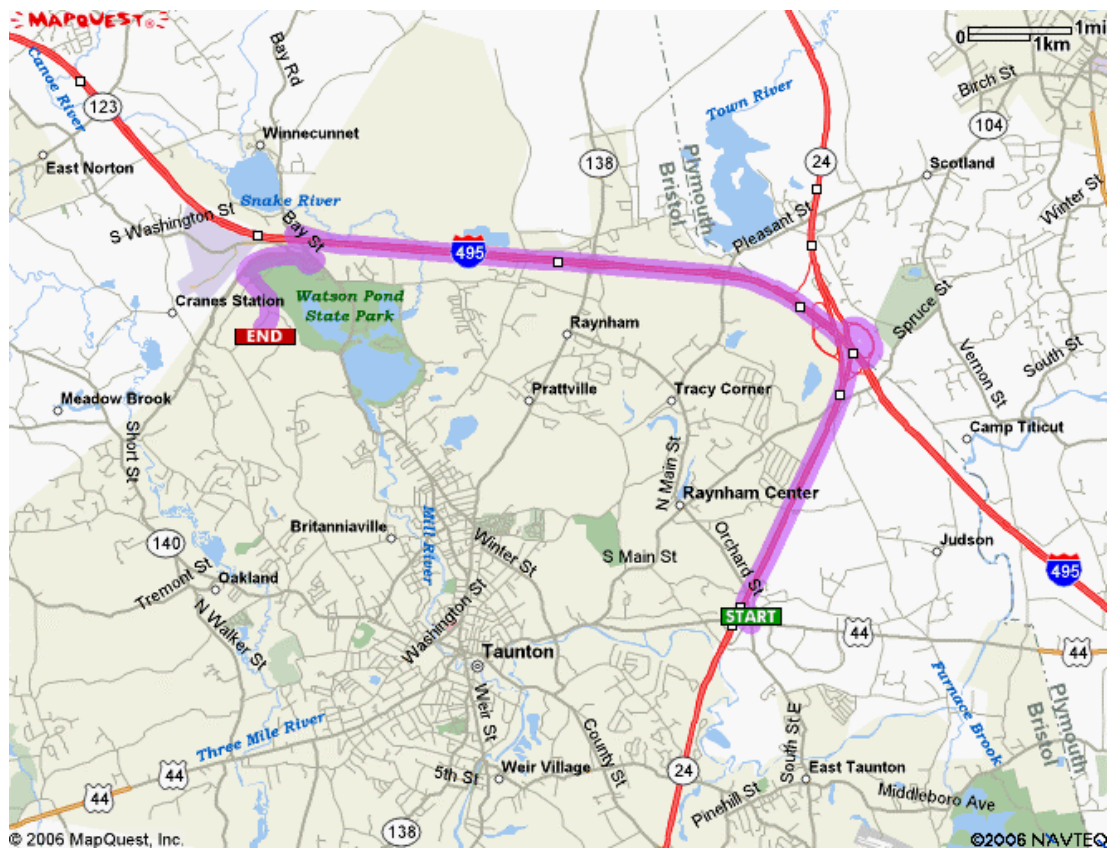 MAPQUEST®
0 1mi
1km
Canoe River
Bay Rd
Birch St
123
Town River
104
Winnecunnet
East Norton
138
Plymouth
Bristol
24
Scotland
Winter St
Snake River
S Washington St
Bay St
Pleasant St
495
Cranes Station
Watson Pond
State Park
Spruce St
END
Raynham
Vernon St
South St
Meadow Brook
Prattville
Tracy Corner
Short St
Camp Titicut
N Main St
Raynham Center
Mill River
Britanniaville
Winter St
Orchard St
140
S Main St
Judson
Tremont St
Oakland
495
N Walker St
Washington St
START
44
44
Taunton
Furnace Brook
Plymouth
Bristol
Weir St
Three Mile River
County St
South St E
44
5th St
Weir Village
24
East Taunton
44
Pinehill St
Middleboro Ave
138
© 2006 MapQuest, Inc.
©2006 NAVTEQ